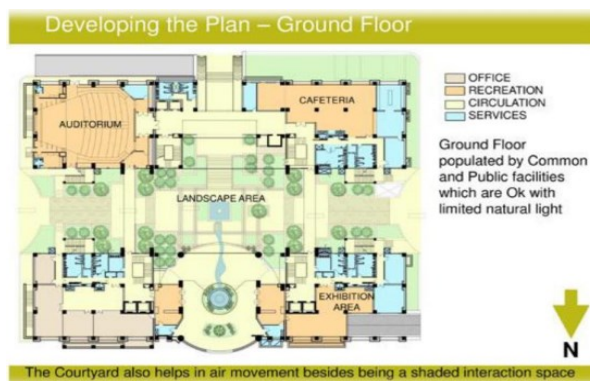 Developing the Plan – Ground Floor
OFFICE
RECREATION
CIRCULATION
SERVICES
CAFETERIA
AUDITORIUM
Ground Floor
populated by Common
and Public facilities
which are Ok with
limited natural light
LANDSCAPE AREA
EXHIBITION
AREA
N
The Courtyard also helps in air movement besides being a shaded interaction space